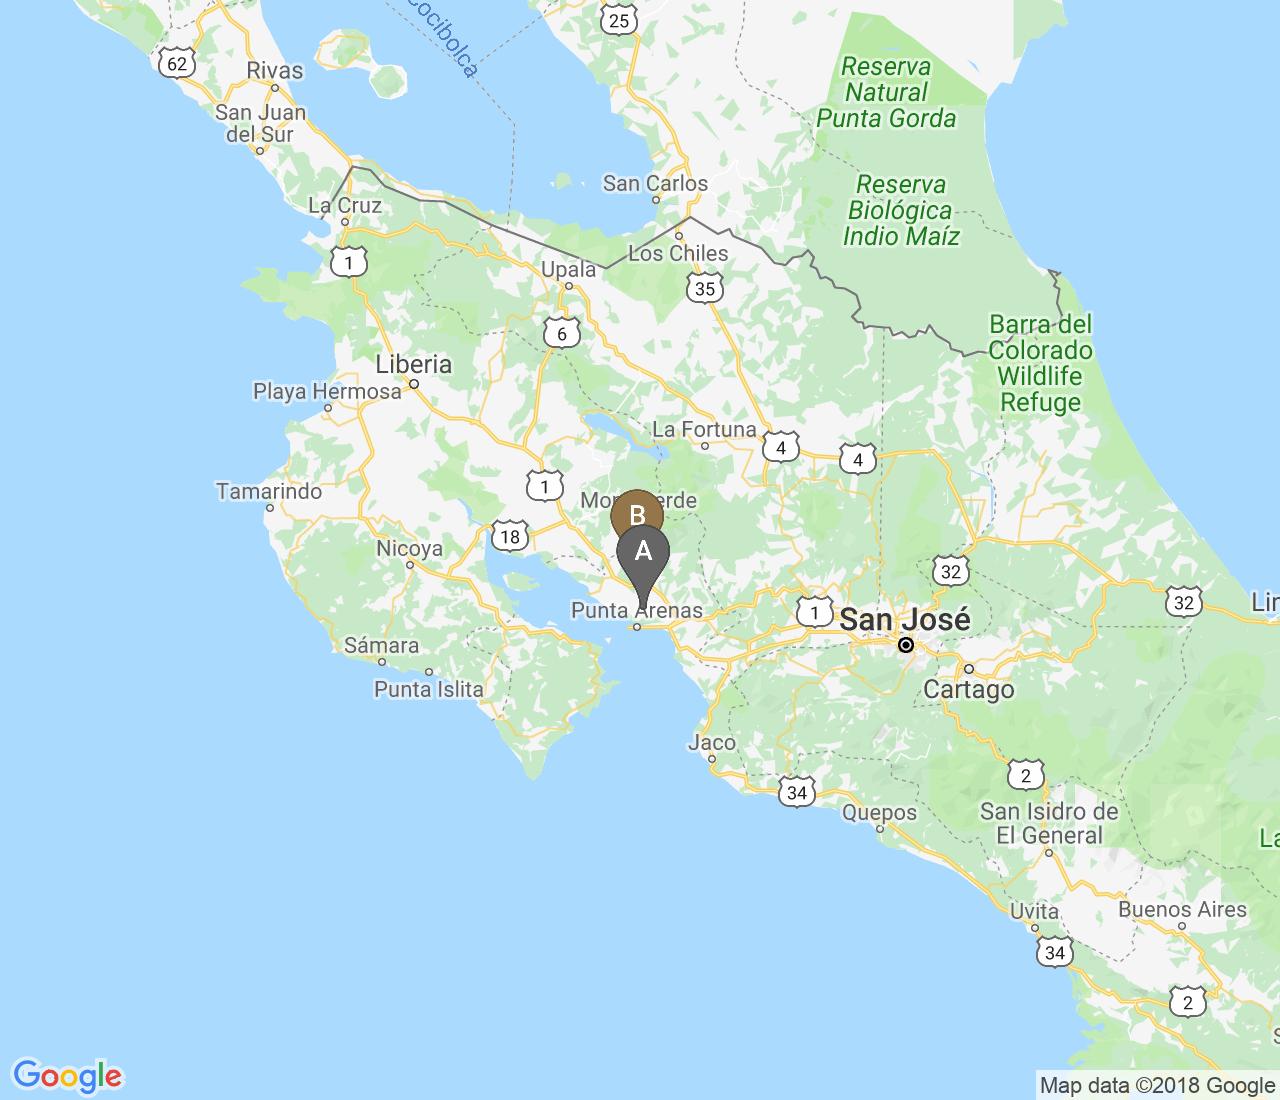 Cocibolca
25
62
Rivas
San Juan
del Sur
Reserva
Natural
Punta Gorda
San Carlos
Reserva
Biológica
Indio Maíz
La Cruz
1
Los Chiles
Upala
35
6
Barra del
Colorado
Wildlife
Refuge
Liberia
Playa Hermosa
La Fortuna
4
4
Tamarindo
1
B
18
A
Nicoya
32
Punta Arenas
1
San José
32
Sámara
Punta Islita
Cartago
Jaco
2
34
Quepos
San Isidro de
El General
Uvita
Buenos Aires
34
2
Google
Map data ©2018 Google